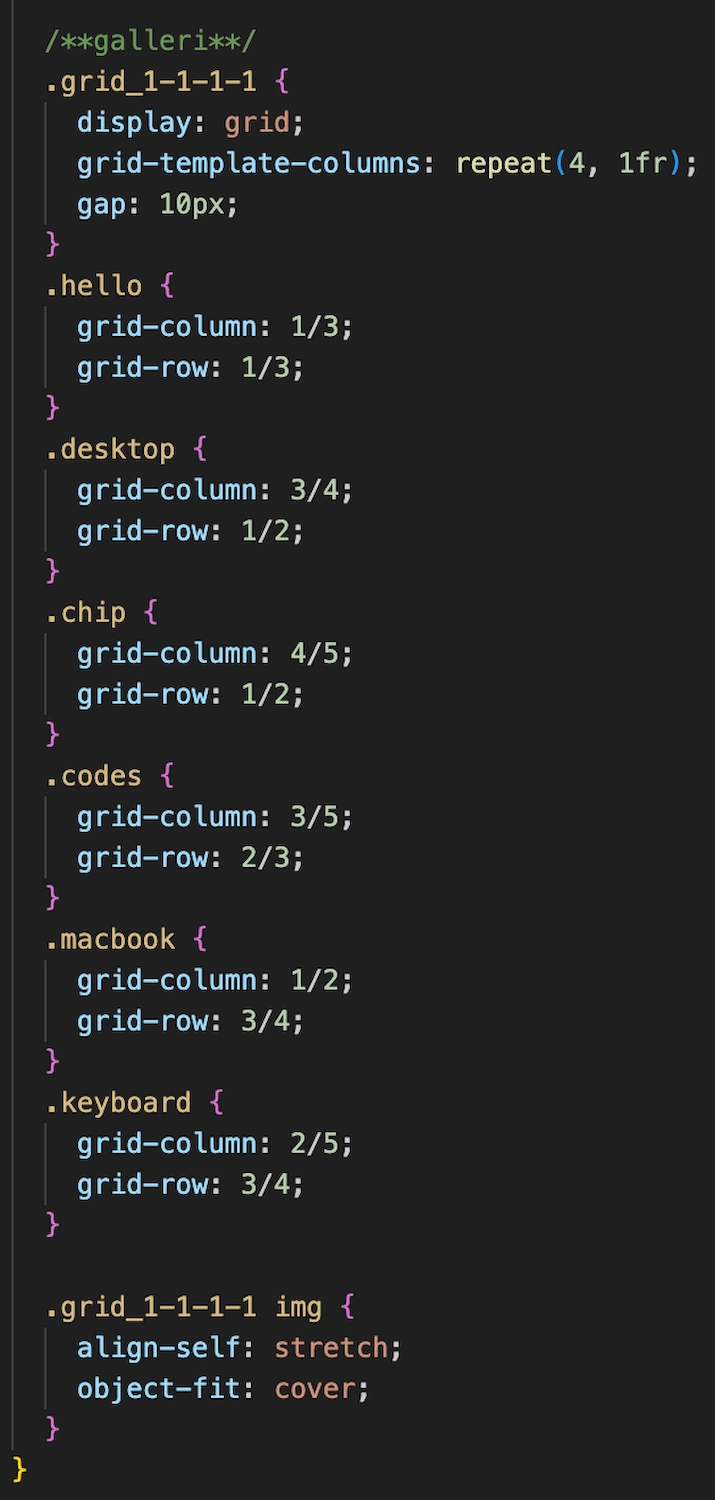 /**galleri**/
.grid_1-1-1-1 {
display: grid;
grid-template-columns: repeat(4, 1fr);
gap: 10px;
}
.hello {
grid-column: 1/3;
grid-row: 1/3;
}
.desktop {
grid-column: 3/4;
grid-row: 1/2;
}
.chip {
grid-column: 4/5;
grid-row: 1/2;
}
.codes {
grid-column: 3/5;
grid-row: 2/3;
}
.macbook {
grid-column: 1/2;
grid-row: 3/4;
}
.keyboard {
grid-column: 2/5;
grid-row: 3/4;
}
.grid_1-1-1-1 img {
align-self: stretch;
object-fit: cover;
}
}